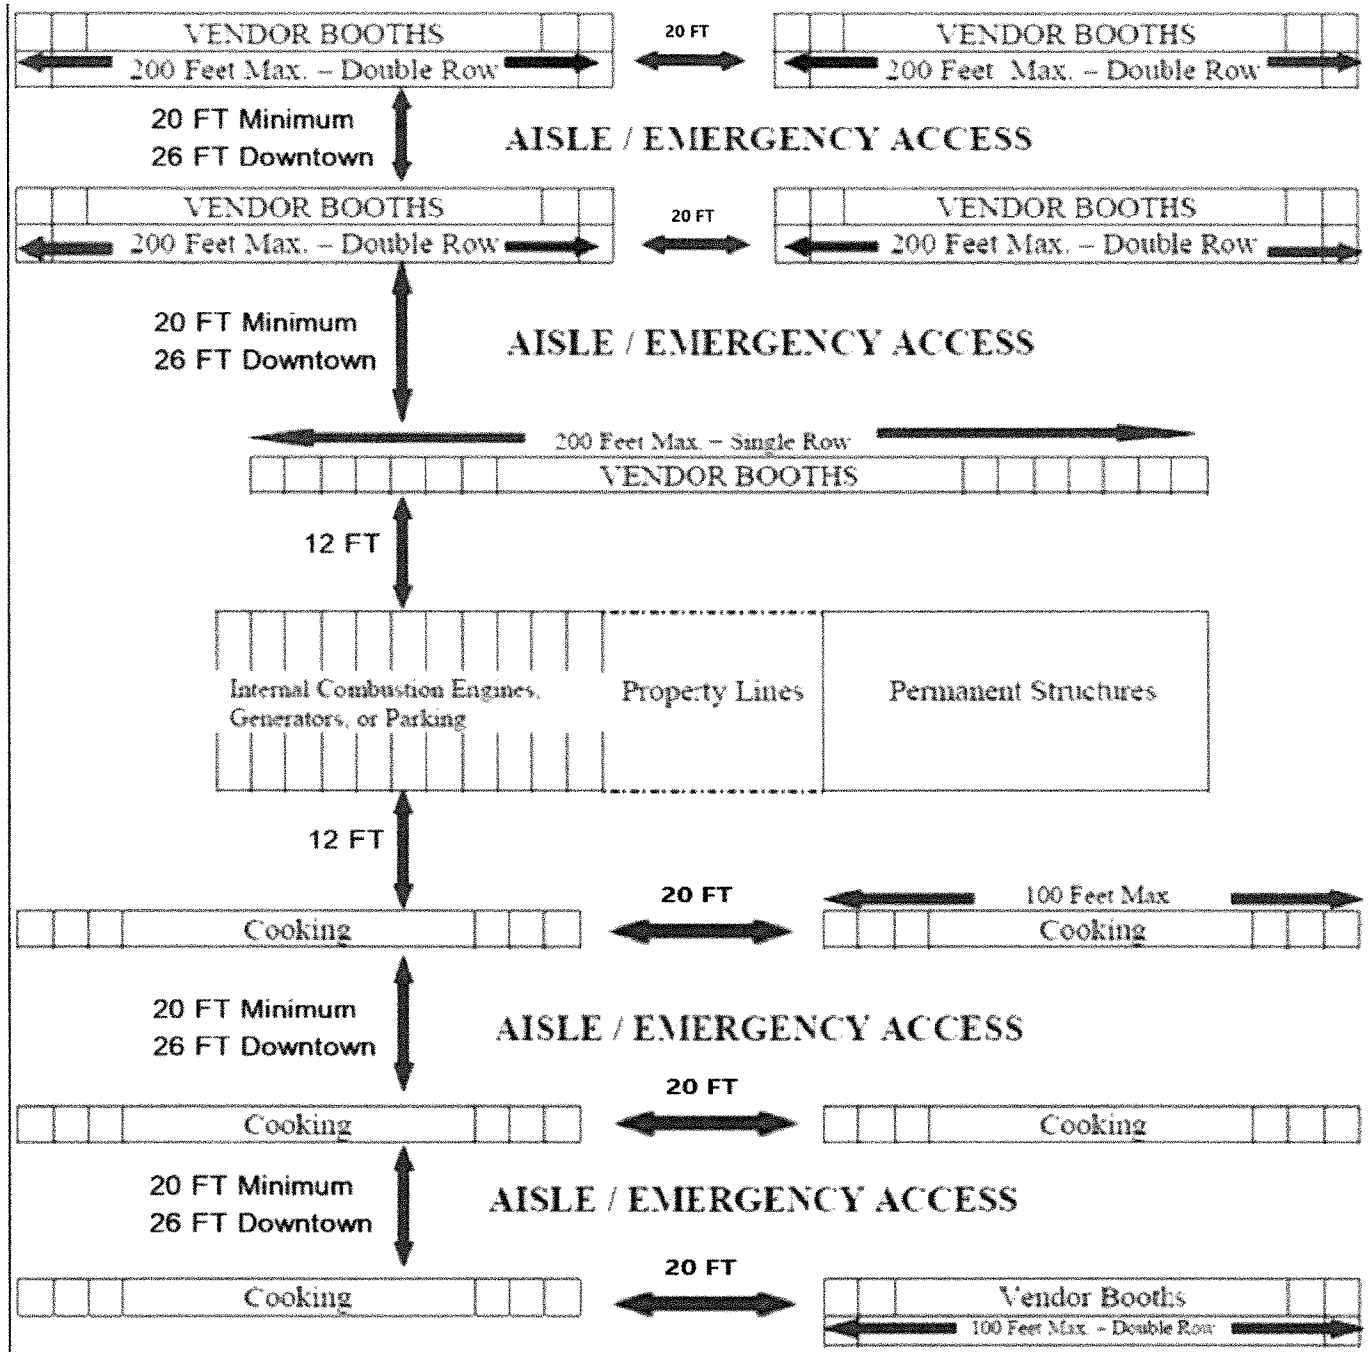 VENDOR BOOTHS
200 Feet Max. – Double Row
20 FT
VENDOR BOOTHS
200 Feet Max. – Double Row
20 FT Minimum
26 FT Downtown
AISLE / EMERGENCY ACCESS
VENDOR BOOTHS
200 Feet Max. – Double Row
20 FT
VENDOR BOOTHS
200 Feet Max. – Double Row
20 FT Minimum
26 FT Downtown
AISLE / EMERGENCY ACCESS
200 Feet Max. – Single Row
VENDOR BOOTHS
12 FT
Internal Combustion Engines,
Generators, or Parking
Property Lines
Permanent Structures
12 FT
20 FT
100 Feet Max
Cooking
Cooking
20 FT Minimum
26 FT Downtown
AISLE / EMERGENCY ACCESS
20 FT
Cooking
Cooking
20 FT Minimum
26 FT Downtown
AISLE / EMERGENCY ACCESS
20 FT
Cooking
Vendor Booths
100 Feet Max. – Double Row